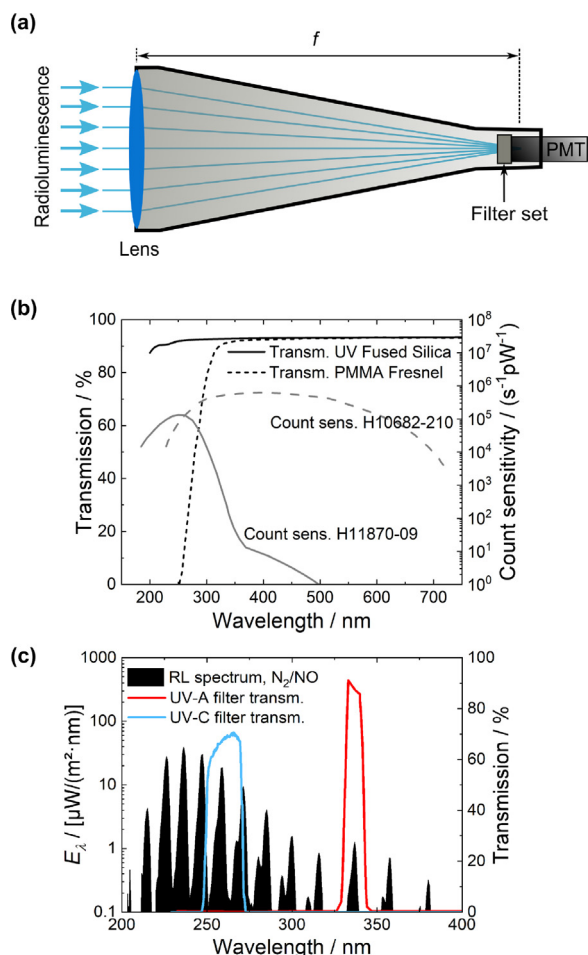 (a)
f
Radioluminescence
PMT
Filter set
Lens
(b)
100
80
60
40
20
0
Transmission / %
Transm. UV Fused Silica
Transm. PMMA Fresnel
Count sens. H10682-210
Count sens. H11870-09
10⁸
10⁷
10⁶
10⁵
10⁴
10³
10²
10¹
10⁰
Count sensitivity / (s⁻¹pW⁻¹)
200 300 400 500 600 700
Wavelength / nm
(c)
1000
100
10
1
0.1
E_λ / [µW/(m²·nm)]
RL spectrum, N₂/NO
UV-A filter transm.
UV-C filter transm.
100
80
60
40
20
0
Transmission / %
200 250 300 350 400
Wavelength / nm